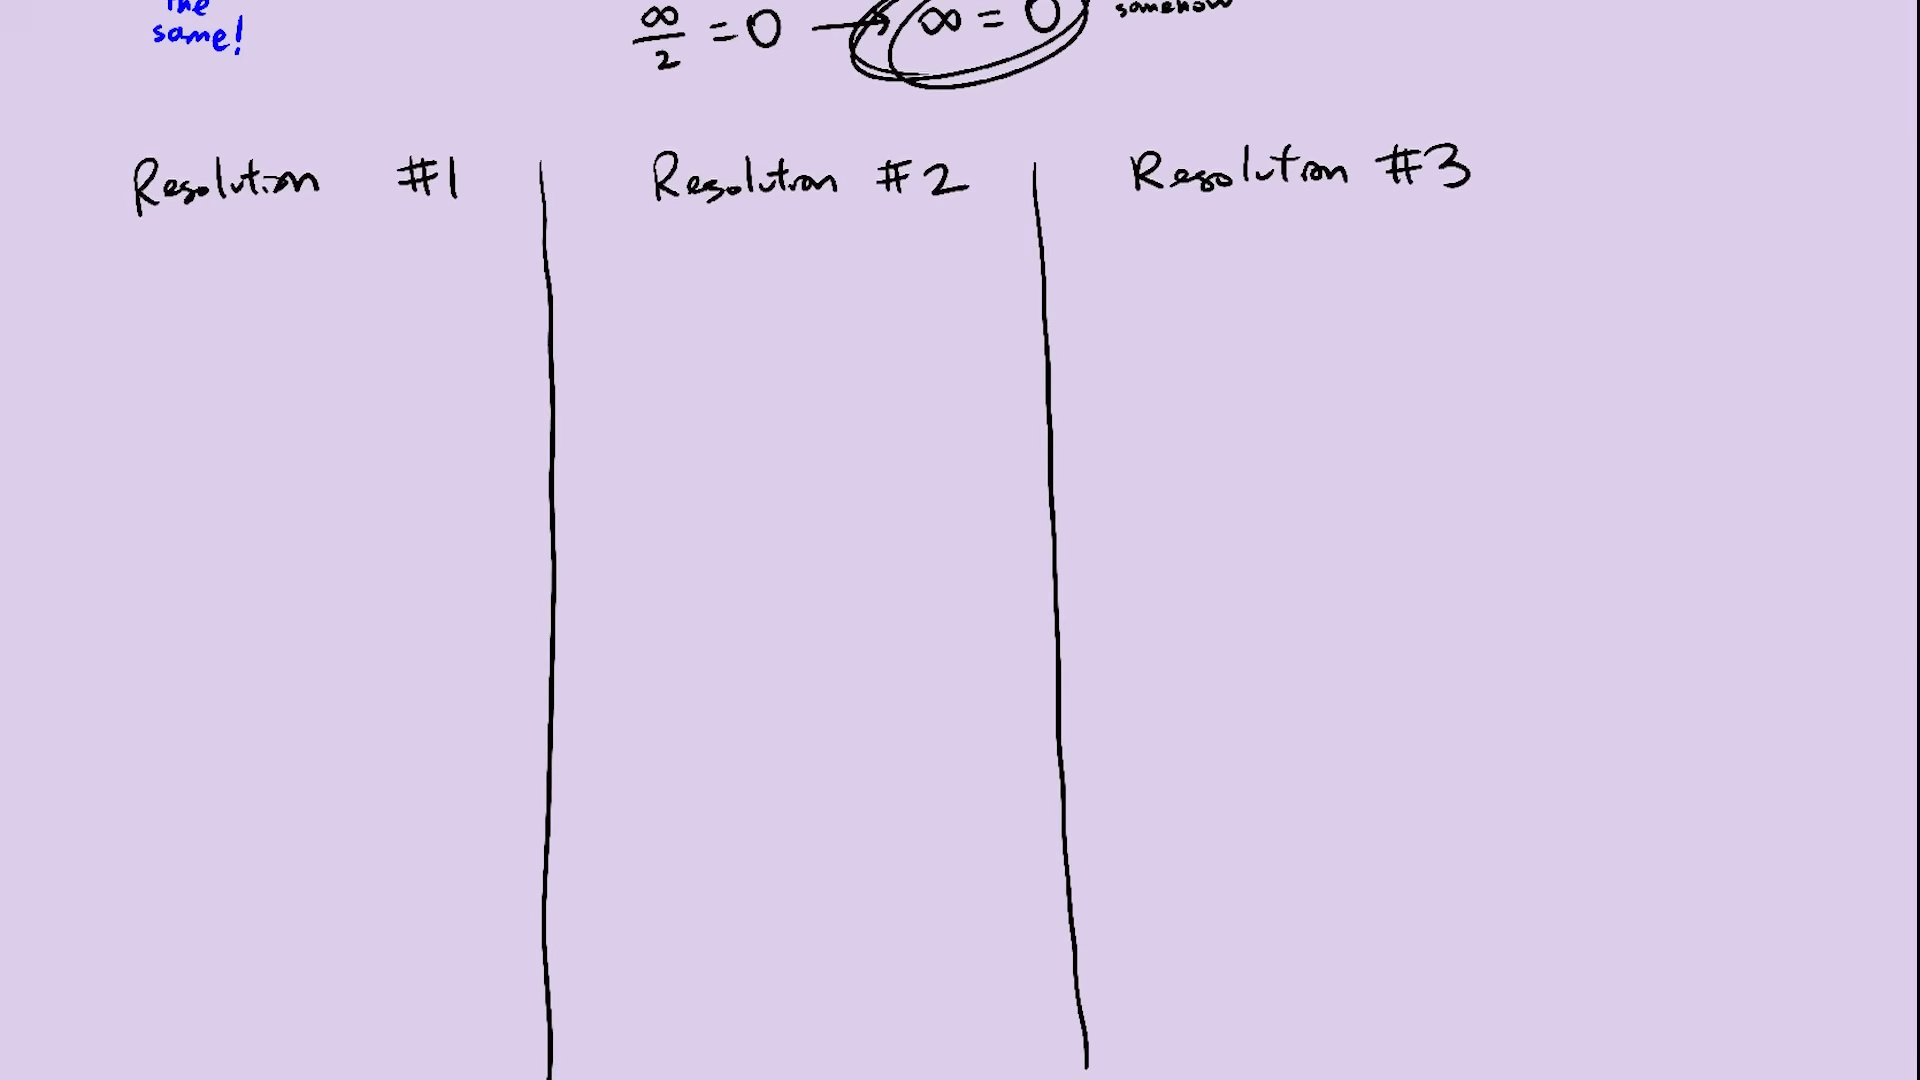 the
same!
∞/2 = 0 → ∞ = 0 somehow
Resolution #1
Resolution #2
Resolution #3